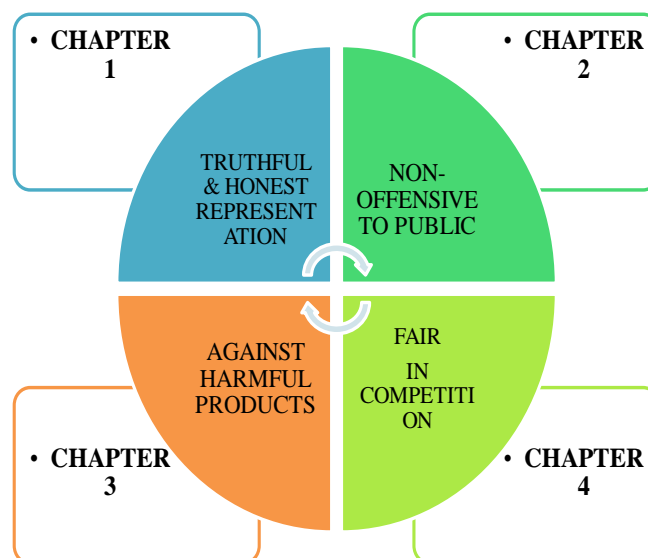 • CHAPTER
1
• CHAPTER
2
TRUTHFUL
& HONEST
REPRESENT
ATION
NON-
OFFENSIVE
TO PUBLIC
AGAINST
HARMFUL
PRODUCTS
FAIR
IN
COMPETITI
ON
• CHAPTER
3
• CHAPTER
4